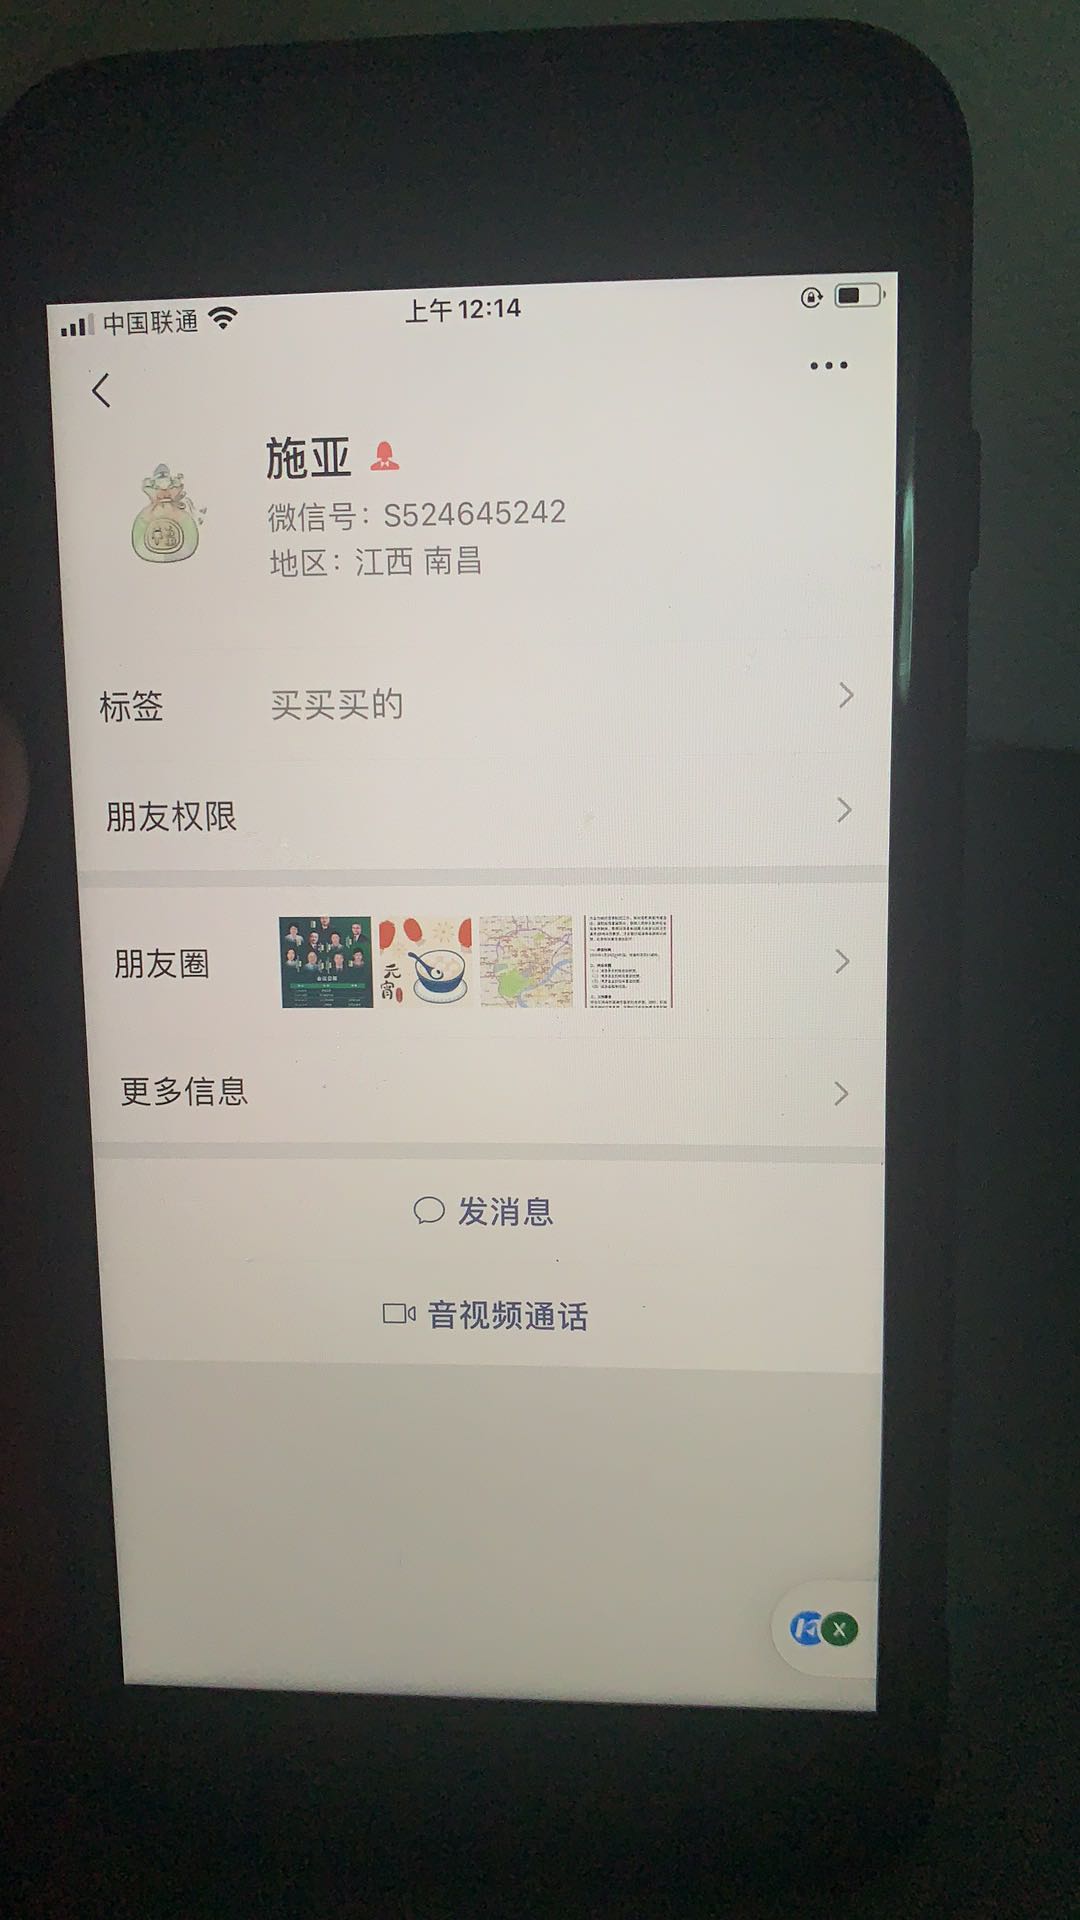 中国联通
上午12:14
施亚
微信号：S524645242
地区：江西 南昌
标签 买买买的
朋友权限
朋友圈
元宵
更多信息
发消息
音视频通话
X